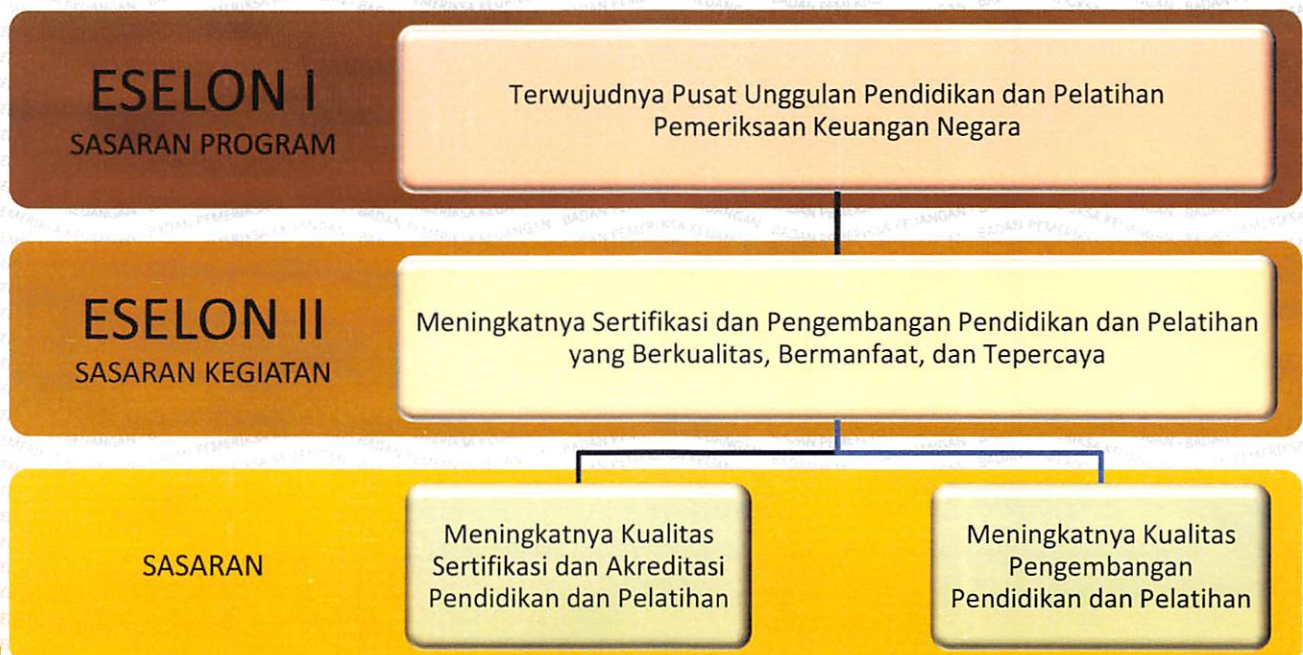 ESELON I
SASARAN PROGRAM
Terwujudnya Pusat Unggulan Pendidikan dan Pelatihan
Pemeriksaan Keuangan Negara
ESELON II
SASARAN KEGIATAN
Meningkatnya Sertifikasi dan Pengembangan Pendidikan dan Pelatihan
yang Berkualitas, Bermanfaat, dan Tepercaya
SASARAN
Meningkatnya Kualitas
Sertifikasi dan Akreditasi
Pendidikan dan Pelatihan
Meningkatnya Kualitas
Pengembangan
Pendidikan dan Pelatihan